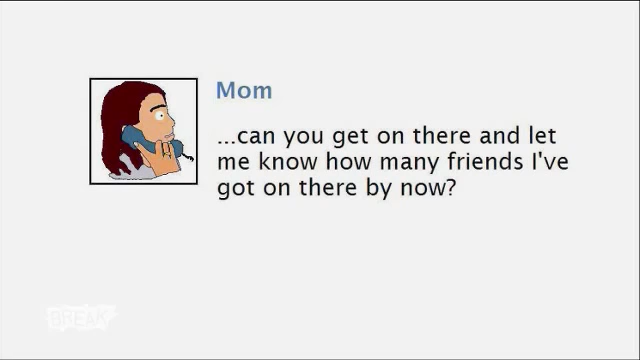 Mom
...can you get on there and let
me know how many friends I've
got on there by now?
BREAK